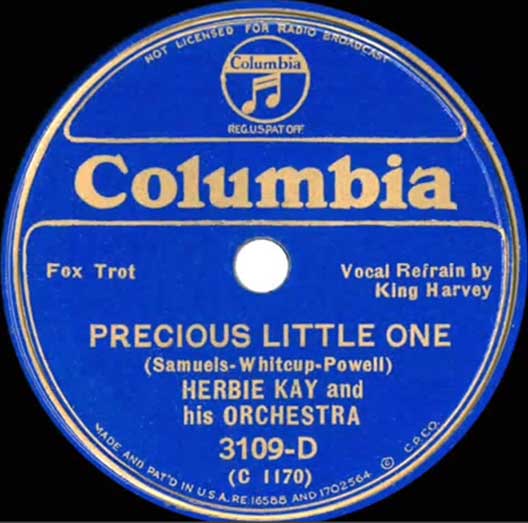 NOT LICENSED FOR RADIO BROADCAST
Columbia
REG.U.S.PAT OFF.
Columbia
Fox Trot
Vocal Refrain by
King Harvey
PRECIOUS LITTLE ONE
(Samuels-Whitcup-Powell)
HERBIE KAY and
his ORCHESTRA
3109-D
(C 1170)
MADE AND PAT'D IN U.S.A. RE 16588 AND 1702564 © C.P.CO.